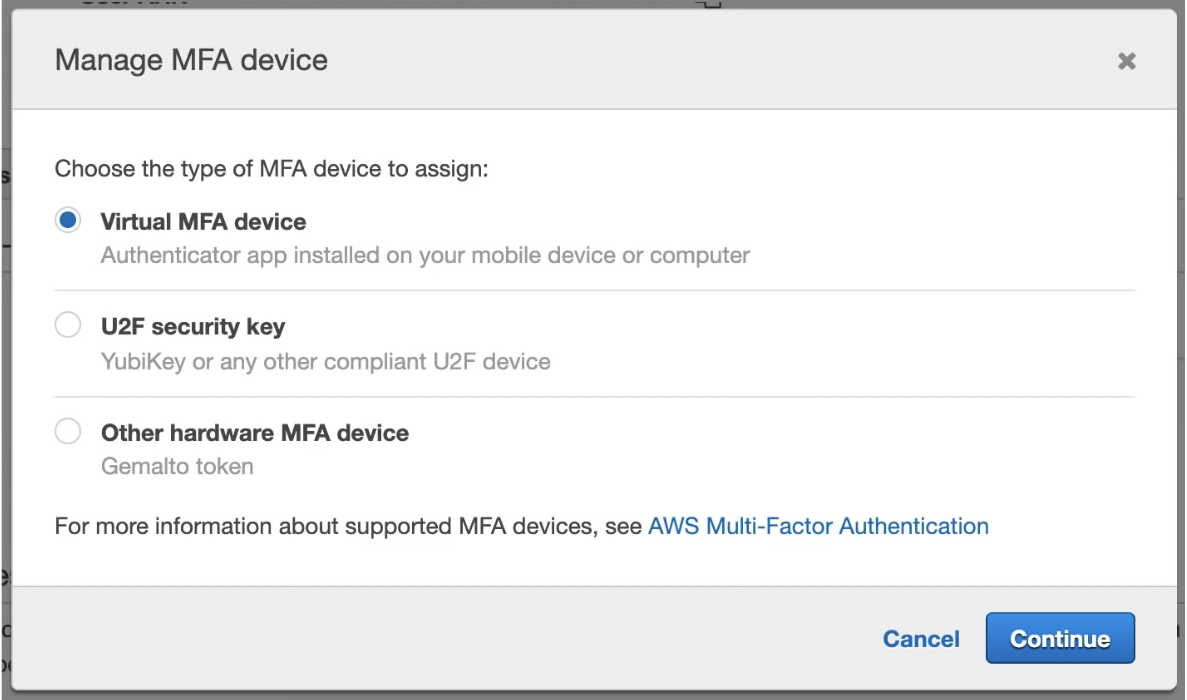 Manage MFA device
Choose the type of MFA device to assign:
Virtual MFA device
Authenticator app installed on your mobile device or computer
U2F security key
YubiKey or any other compliant U2F device
Other hardware MFA device
Gemalto token
For more information about supported MFA devices, see AWS Multi-Factor Authentication
Cancel
Continue